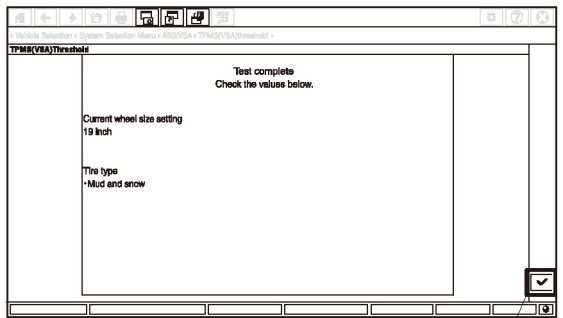 > Vehicle Selection > System Selection Menu > ABS/VSA > TPMS(VSA)threshold >
TPMS(VSA)Threshold
Test complete
Check the values below.
Current wheel size setting
19 inch
Tire type
・Mud and snow